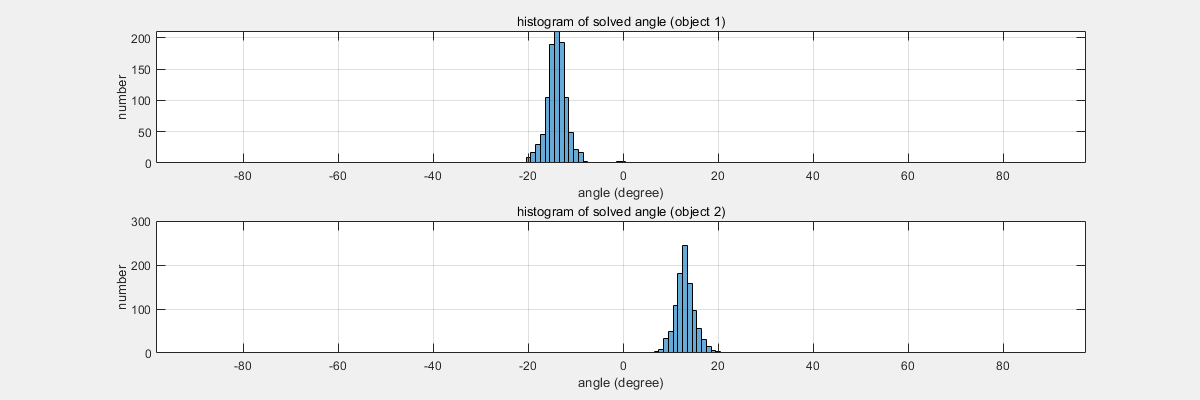 histogram of solved angle (object 1)
200
150
100
50
0
number
-80 -60 -40 -20 0 20 40 60 80
angle (degree)
histogram of solved angle (object 2)
300
200
100
0
number
-80 -60 -40 -20 0 20 40 60 80
angle (degree)